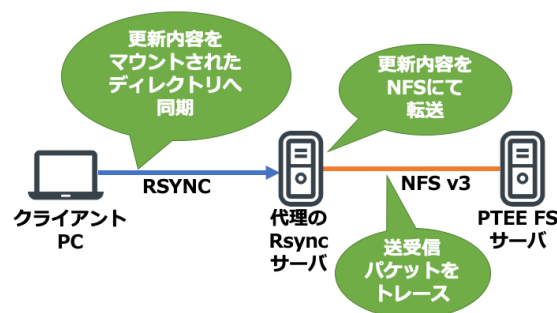 更新内容を
マウントされた
ディレクトリへ
同期
更新内容を
NFSにて
転送
RSYNC
NFS v3
クライアント
PC
代理の
Rsync
サーバ
PTEE FS
サーバ
送受信
パケットを
トレース